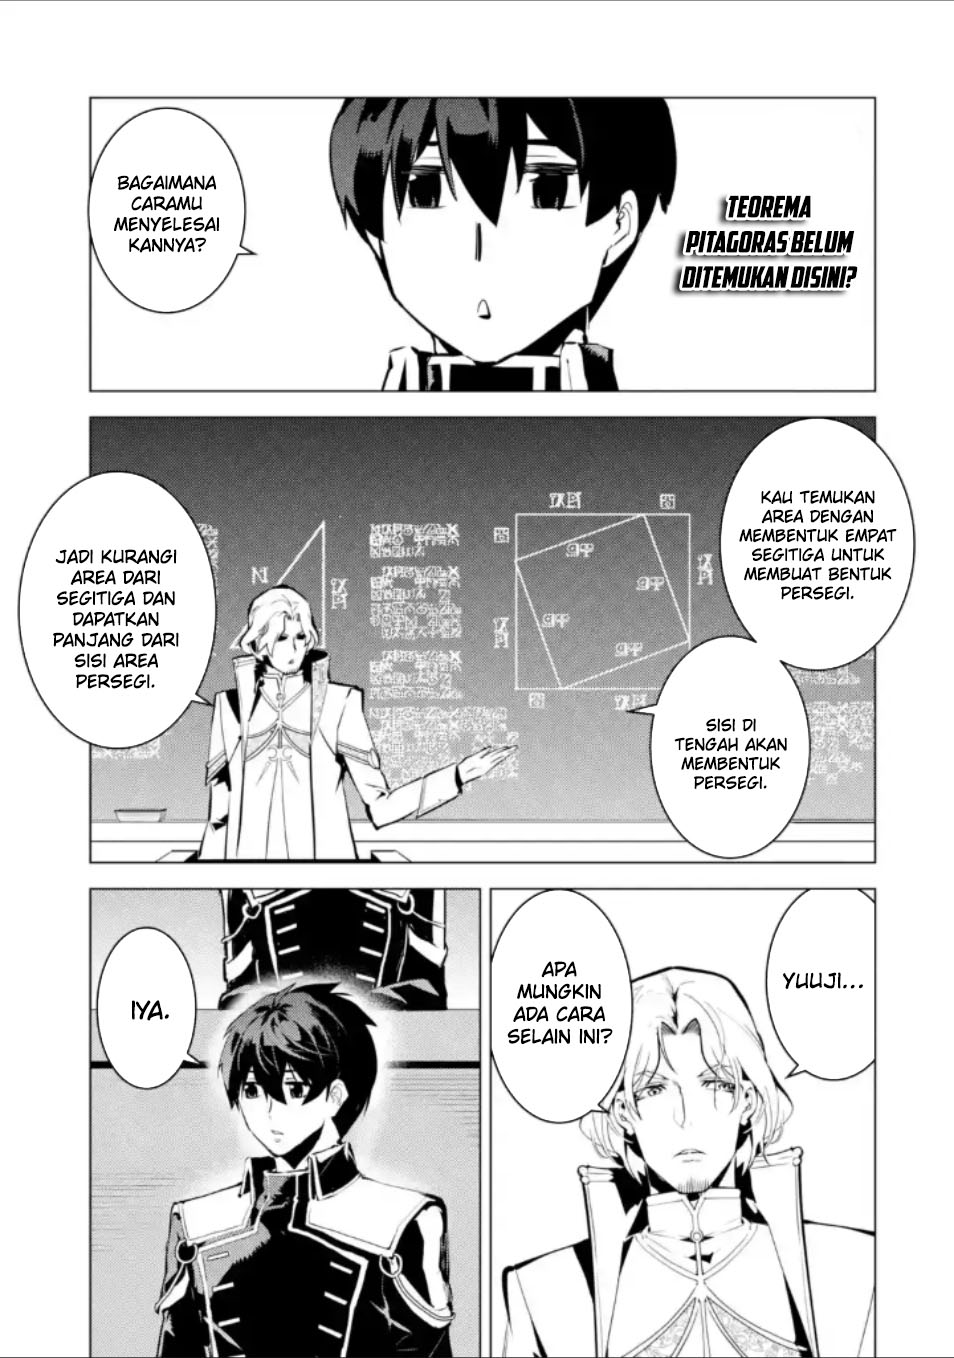 BAGAIMANA
CARAMU
MENYELESAI
KANNYA?
TEOREMA
PITAGORAS BELUM
DITEMUKAN DISINI?
KAU TEMUKAN
AREA DENGAN
MEMBENTUK EMPAT
SEGITIGA UNTUK
MEMBUAT BENTUK
PERSEGI.
SISI DI
TENGAH AKAN
MEMBENTUK
PERSEGI.
JADI KURANGI
AREA DARI
SEGITIGA DAN
DAPATKAN
PANJANG DARI
SISI AREA
PERSEGI.
YUUJI...
APA
MUNGKIN
ADA CARA
SELAIN INI?
IYA.